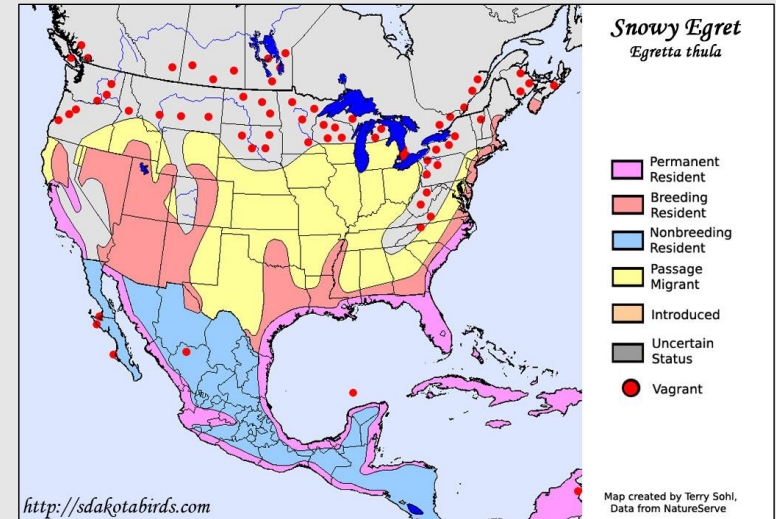 Snowy Egret
Egretta thula
Permanent
Resident
Breeding
Resident
Nonbreeding
Resident
Passage
Migrant
Introduced
Uncertain
Status
Vagrant
http://sdakotabirds.com
Map created by Terry Sohl,
Data from NatureServe